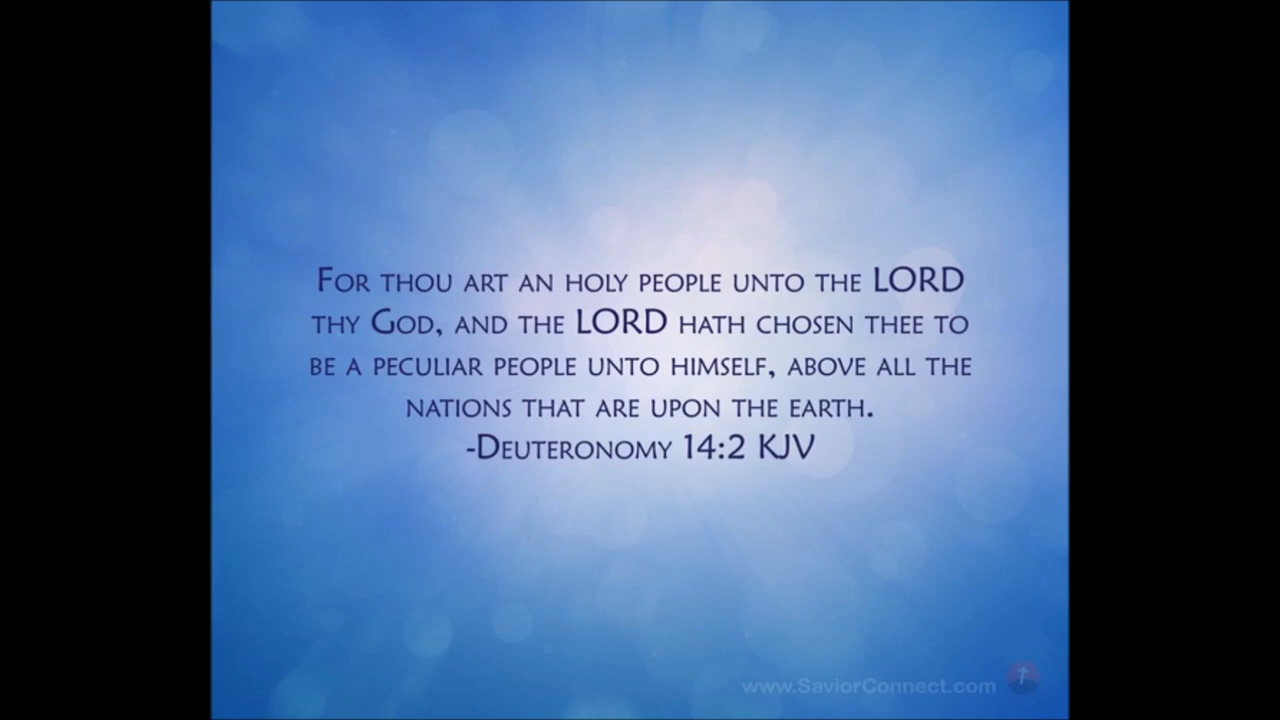 For thou art an holy people unto the LORD
thy God, and the LORD hath chosen thee to
be a peculiar people unto himself, above all the
nations that are upon the earth.
-Deuteronomy 14:2 KJV
www.SaviorConnect.com